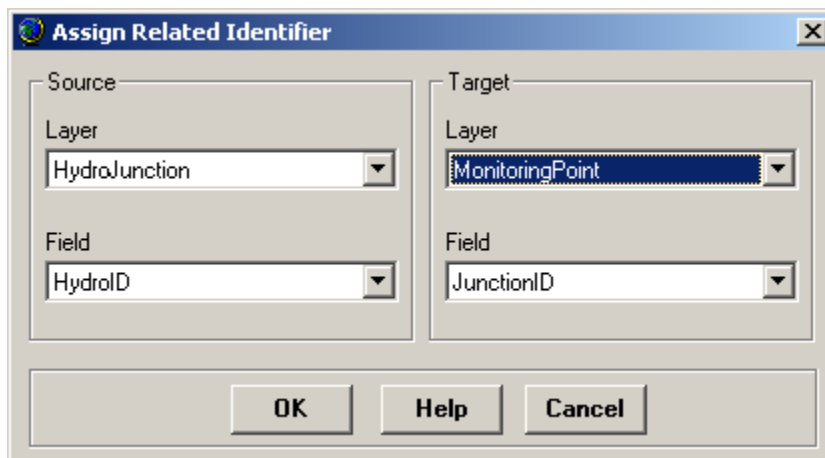 Assign Related Identifier
Source
Layer
HydroJunction
Field
HydroID
Target
Layer
MonitoringPoint
Field
JunctionID
OK Help Cancel